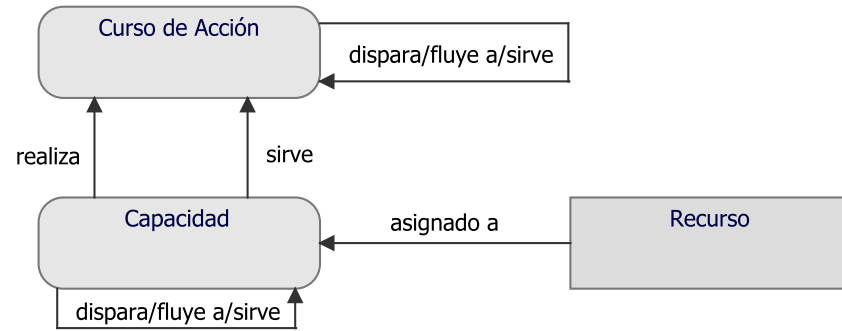 Curso de Acción
dispara/fluye a/sirve
realiza
sirve
Capacidad
asignado a
Recurso
dispara/fluye a/sirve